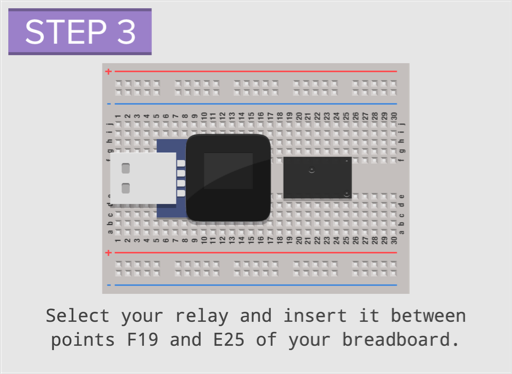 STEP 3
+
-
1 2 3 4 5 6 7 8 9 10 11 12 13 14 15 16 17 18 19 20 21 22 23 24 25 26 27 28 29 30
j i h g f
j i h g f
e d c b a
1 2 3 4 5 6 7 8 9 10 11 12 13 14 15 16 17 18 19 20 21 22 23 24 25 26 27 28 29 30
+
-
Select your relay and insert it between
points F19 and E25 of your breadboard.